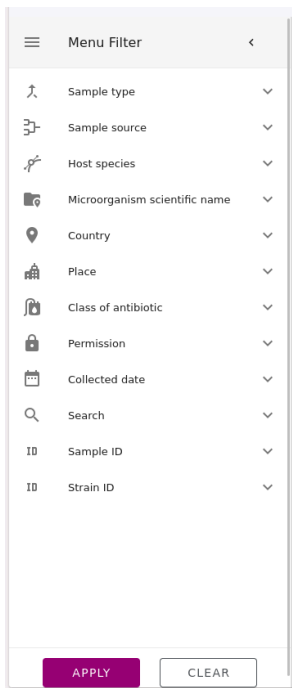 Menu Filter
Sample type
Sample source
Host species
Microorganism scientific name
Country
Place
Class of antibiotic
Permission
Collected date
Search
ID Sample ID
ID Strain ID
APPLY CLEAR